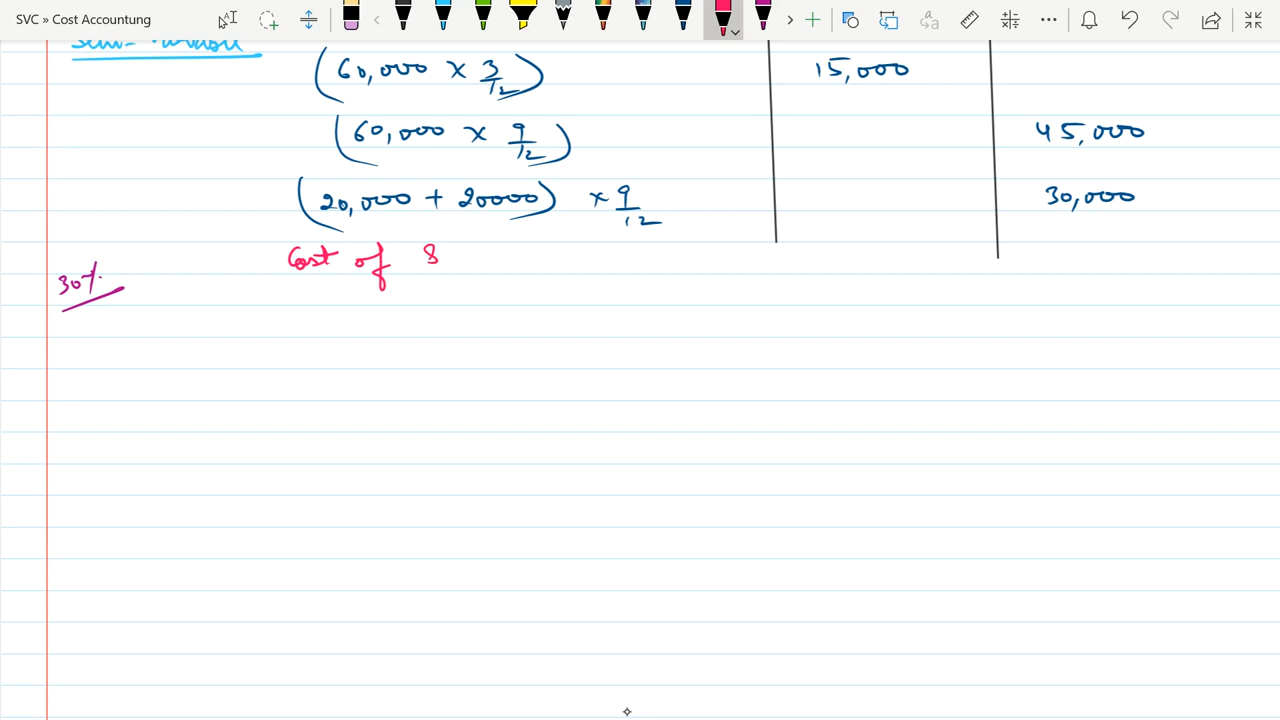 SVC » Cost Accountung
(60,000 × 3/12) 15,000
(60,000 × 9/12) 45,000
(20,000 + 20000) × 9/12 30,000
Cost of S
30%